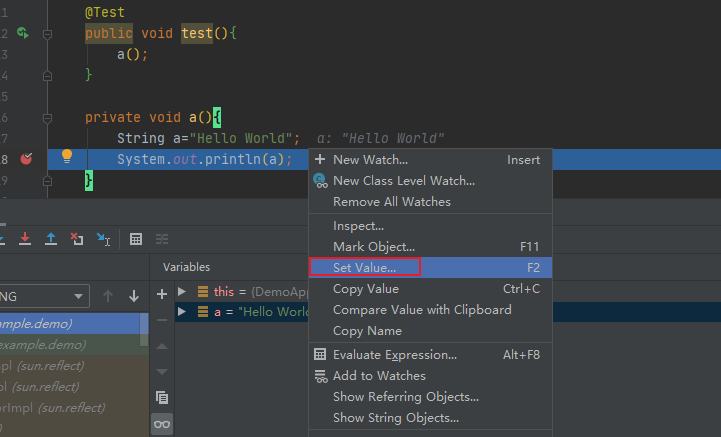 1 @Test
2 public void test(){
3 a();
4 }
5
6 private void a(){
7 String a="Hello World"; a: "Hello World"
8 System.out.println(a);
9 }
New Watch... Insert
New Class Level Watch...
Remove All Watches
Inspect...
Mark Object... F11
Set Value... F2
Copy Value Ctrl+C
Compare Value with Clipboard
Copy Name
Evaluate Expression... Alt+F8
Add to Watches
Show Referring Objects...
Show String Objects...
Variables
NG
this = {DemoApp
a = "Hello World
ample.demo)
example.demo)
pl (sun.reflect)
pl (sun.reflect)
orImpl (sun.reflect)